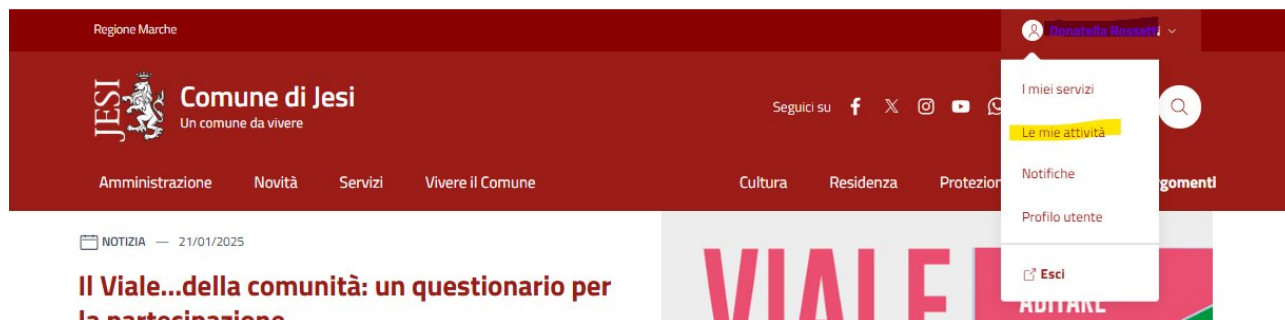 Regione Marche
Donatella Rossetti
JESI
Comune di Jesi
Un comune da vivere
Seguici su
Amministrazione Novità Servizi Vivere il Comune
Cultura Residenza
I miei servizi
Le mie attività
Notifiche
Profilo utente
Esci
NOTIZIA — 21/01/2025
Il Viale...della comunità: un questionario per
la partecipazione
VIALE
ABITARE